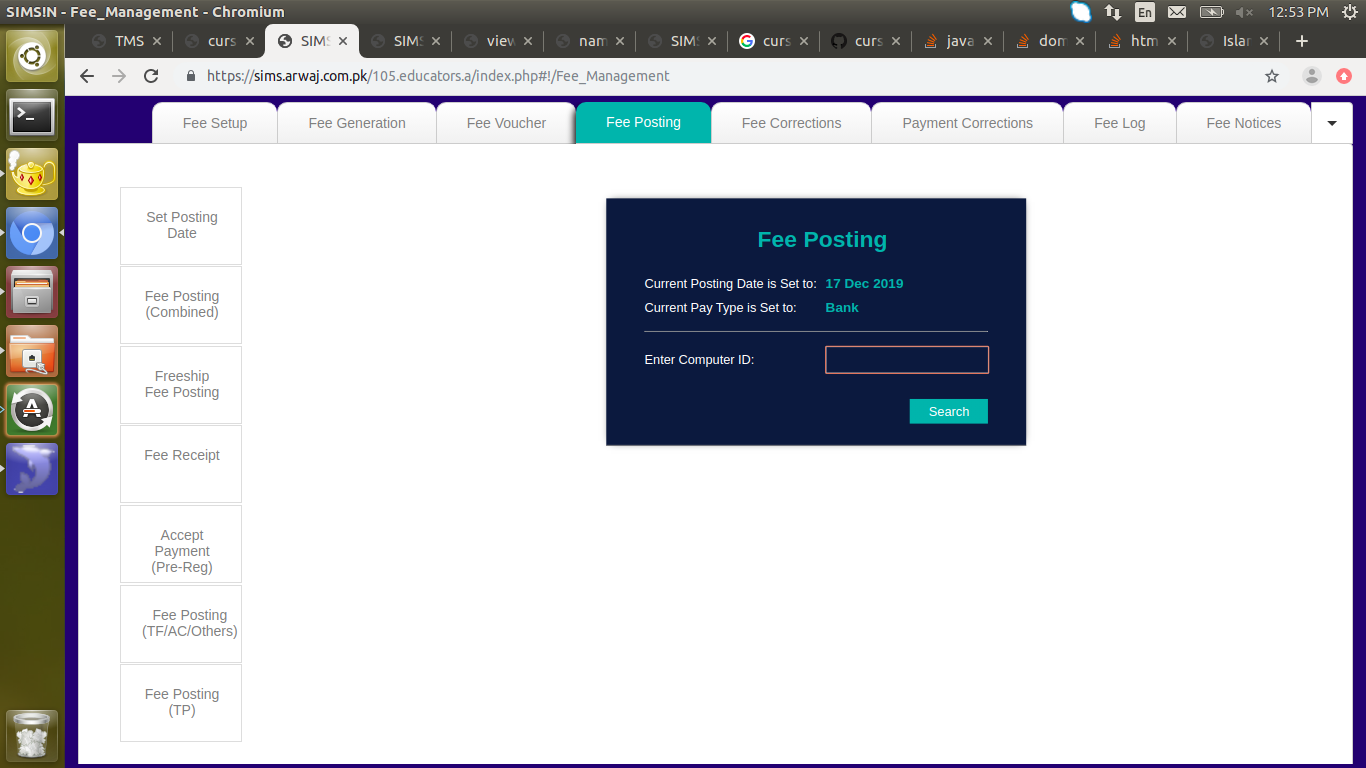 SIMSIN - Fee_Management - Chromium
En
12:53 PM
TMS
curs
SIMS
SIMS
view
nam
SIMS
curs
curs
java
dom
htm
Islar
https://sims.arwaj.com.pk/105.educators.a/index.php#!/Fee_Management
Fee Setup
Fee Generation
Fee Voucher
Fee Posting
Fee Corrections
Payment Corrections
Fee Log
Fee Notices
Set Posting
Date
Fee Posting
(Combined)
Freeship
Fee Posting
Fee Receipt
Accept
Payment
(Pre-Reg)
Fee Posting
(TF/AC/Others)
Fee Posting
(TP)
Fee Posting
Current Posting Date is Set to: 17 Dec 2019
Current Pay Type is Set to: Bank
Enter Computer ID:
Search